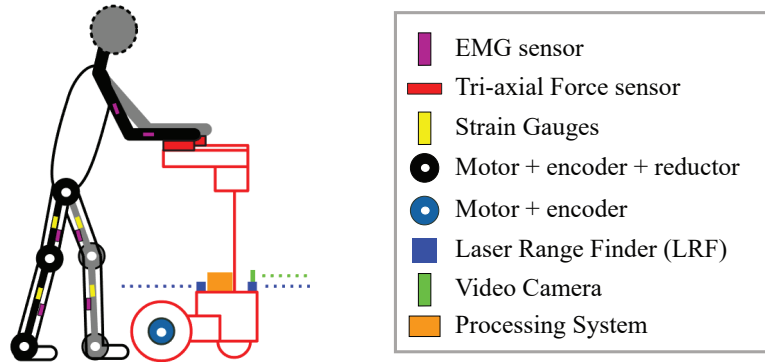 EMG sensor
Tri-axial Force sensor
Strain Gauges
Motor + encoder + reductor
Motor + encoder
Laser Range Finder (LRF)
Video Camera
Processing System